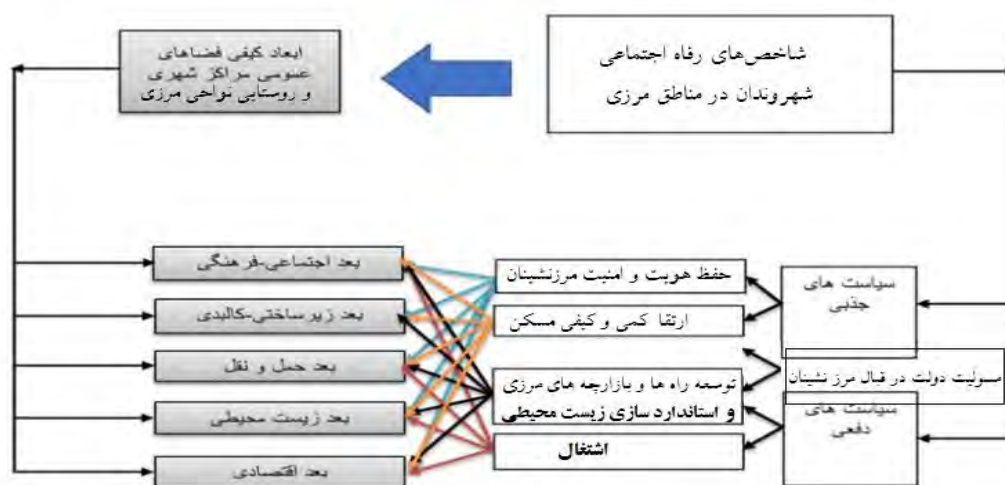 شاخص‌های رفاه اجتماعی
شهروندان در مناطق مرزی
ابعاد کیفی فضاهای
عمومی مراکز شهری
و روستایی نواحی مرزی
سیاست های
جذبی
مسولیت دولت در قبال مرز نشینان
سیاست های
دفعی
حفظ هویت و امنیت مرزنشینان
ارتقا کمی و کیفی مسکن
توسعه راه ها و بازارچه های مرزی
و استاندارد سازی زیست محیطی
اشتغال
بعد اجتماعی-فرهنگی
بعد زیرساختی-کالبدی
بعد حمل و نقل
بعد زیست محیطی
بعد اقتصادی